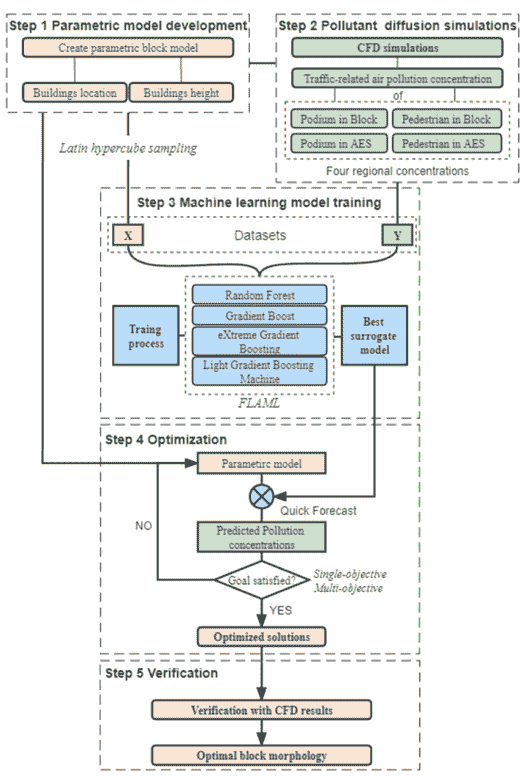 Step 1 Parametric model development
Create parametric block model
Buildings location
Buildings height
Latin hypercube sampling
Step 2 Pollutant diffusion simulations
CFD simulations
Traffic-related air pollution concentration
of
Podium in Block
Pedestrian in Block
Podium in AES
Pedestrian in AES
Four regional concentrations
Step 3 Machine learning model training
X
Datasets
Y
Traing
process
Random Forest
Gradient Boost
eXtreme Gradient
Boosting
Light Gradient Boosting
Machine
FLAML
Best
surrogate
model
Step 4 Optimization
Parametirc model
Quick Forecast
NO
Predicted Pollution
concentrations
Goal satisfied?
Single-objective
Multi-objective
YES
Optimized solutions
Step 5 Verification
Verification with CFD results
Optimal block morphology